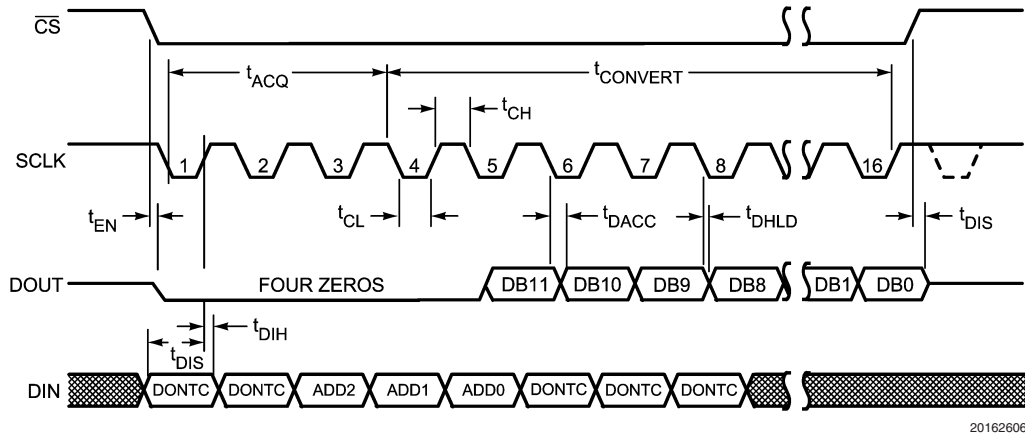 CS
tACQ
tCONVERT
tCH
SCLK
1 2 3 4 5 6 7 8 16
tEN
tCL
tDACC
tDHLD
tDIS
DOUT
FOUR ZEROS
DB11 DB10 DB9 DB8 DB1 DB0
tDIH
tDIS
DIN
DONTC DONTC ADD2 ADD1 ADD0 DONTC DONTC DONTC
20162606